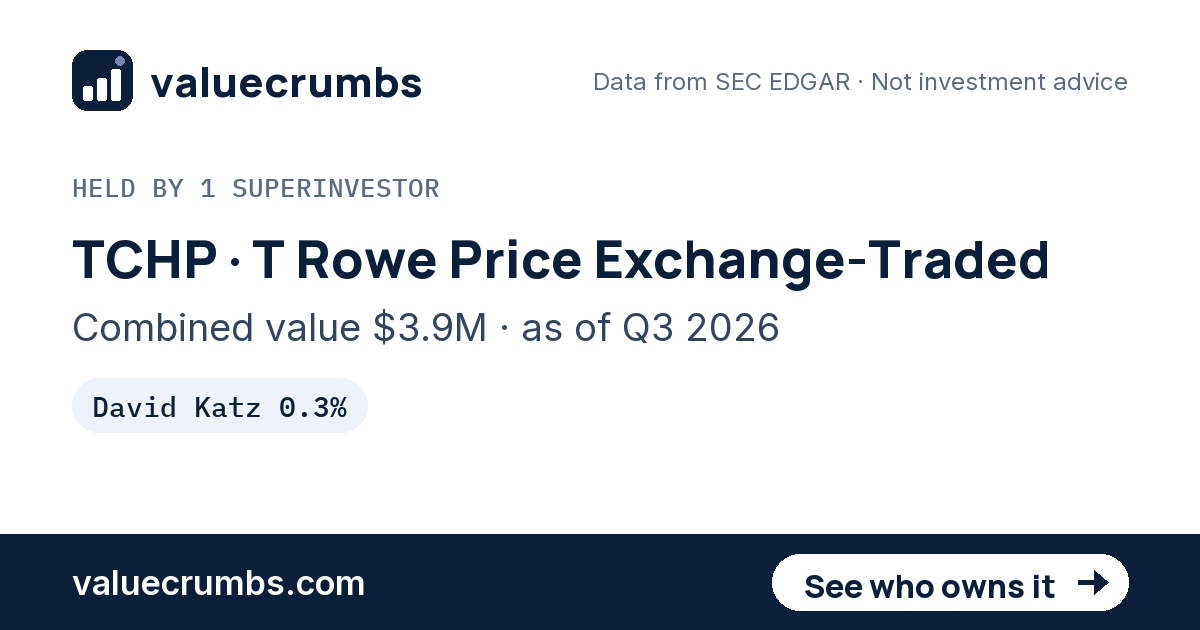 valuecrumbs
Data from SEC EDGAR · Not investment advice
HELD BY 1 SUPERINVESTOR
TCHP · T Rowe Price Exchange-Traded
Combined value $3.9M · as of Q3 2026
David Katz 0.3%
valuecrumbs.com
See who owns it →